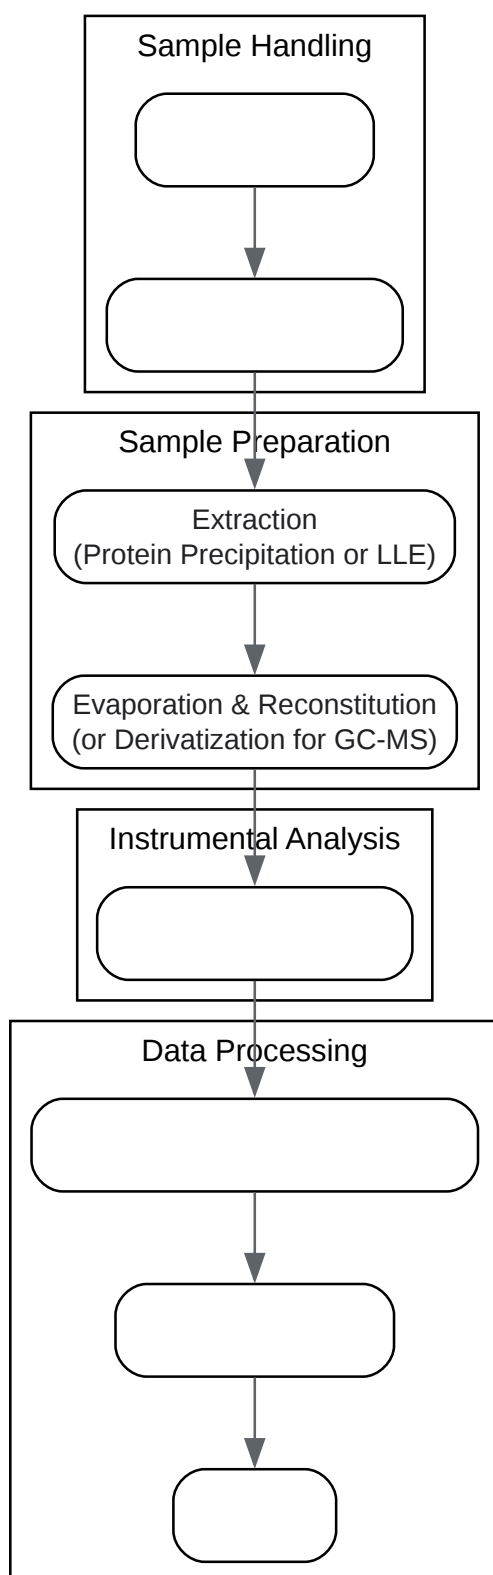 Sample Handling
Sample Preparation
Extraction
(Protein Precipitation or LLE)
Evaporation & Reconstitution
(or Derivatization for GC-MS)
Instrumental Analysis
Data Processing